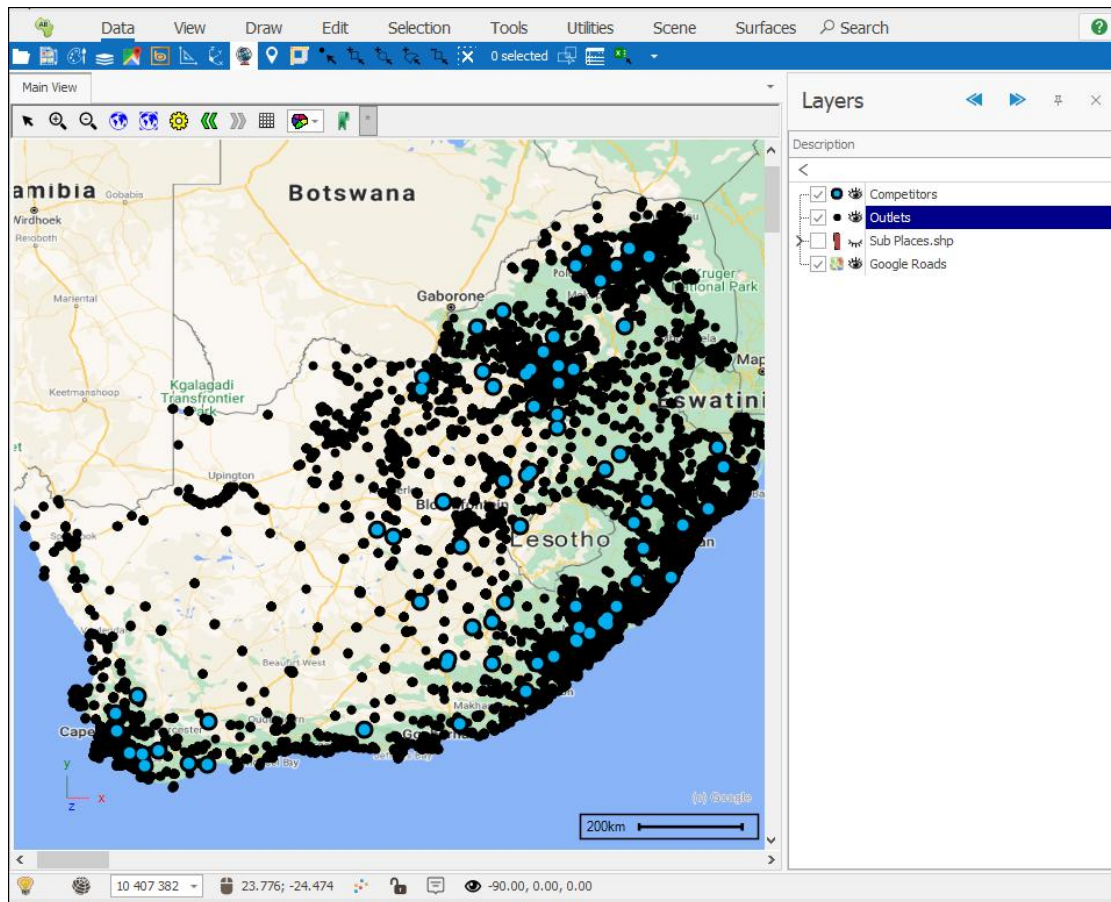 AB Data View Draw Edit Selection Tools Utilities Scene Surfaces Search ?
0 selected
Main View
Layers
Description
<
Competitors
Outlets
Sub Places.shp
Google Roads
amibia
Gobabis
Botswana
Windhoek
Rehoboth
Mariental
Gaborone
Kruger
National Park
Keetmanshoop
Kgalagadi
Transfrontier
Park
Map
Eswatini
Upington
Lesotho
Beaufort West
Cape
y
x
z
(c) Google
200km
10 407 382 23.776; -24.474 -90.00, 0.00, 0.00